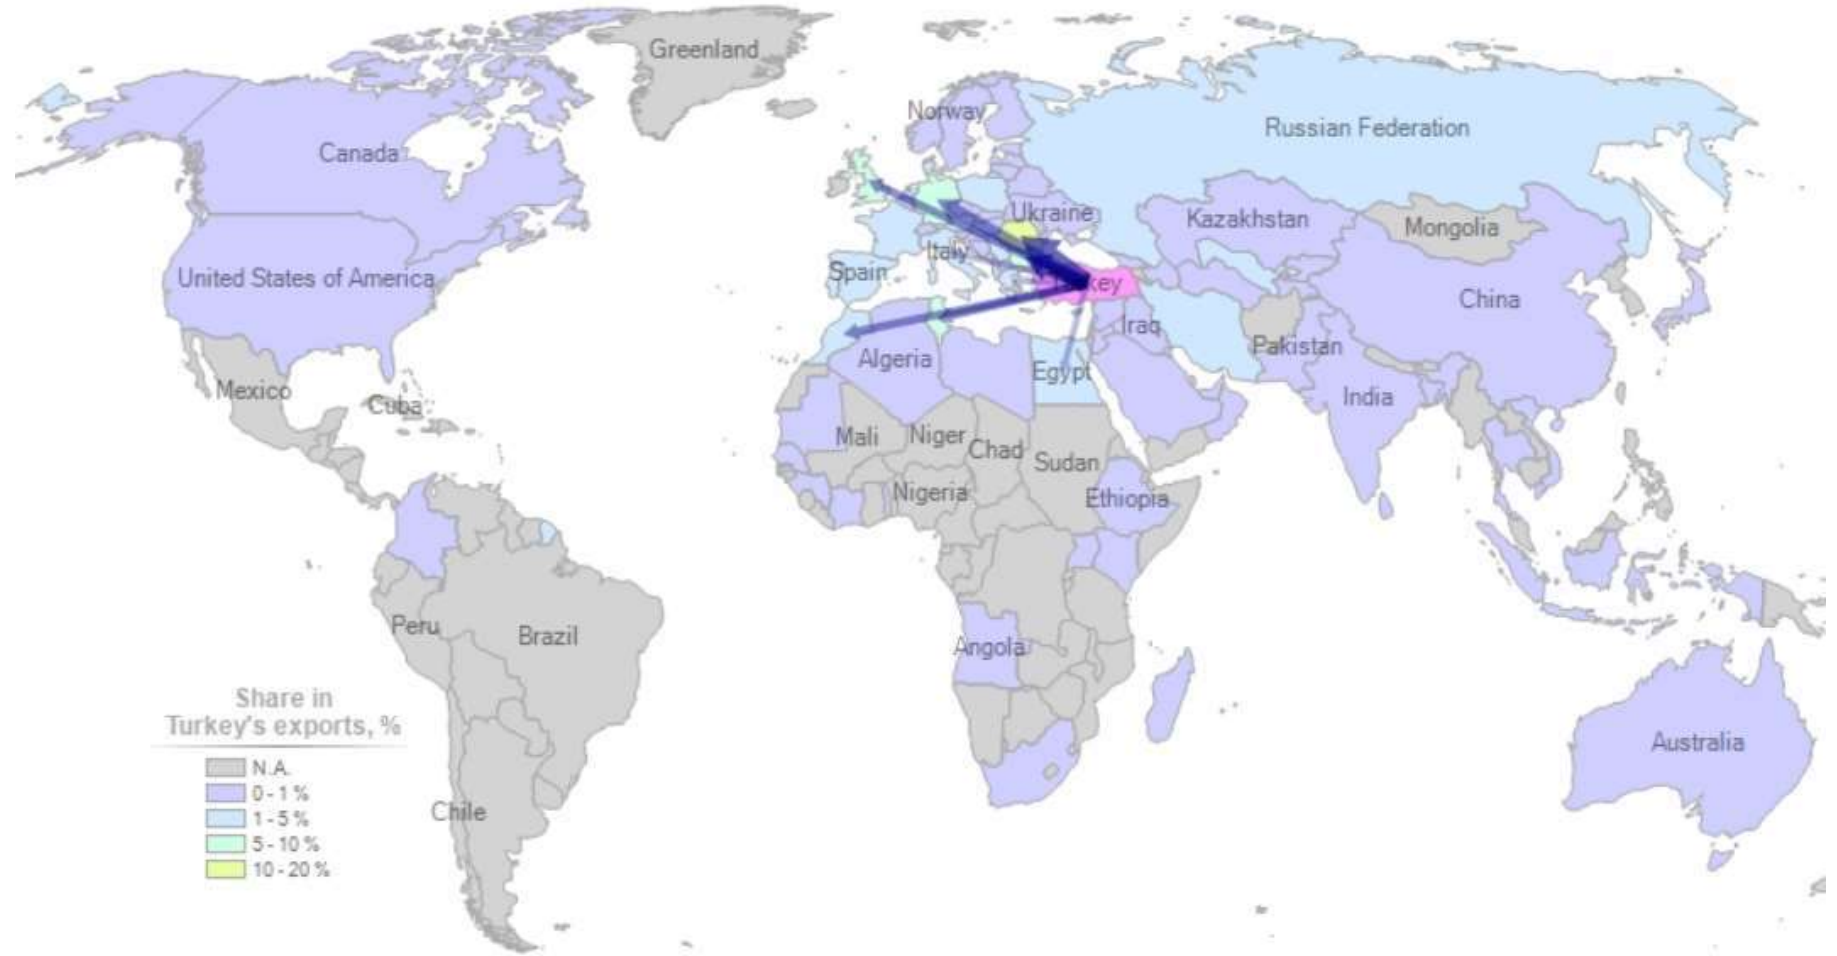 Greenland
Norway
Russian Federation
Canada
Ukraine
Kazakhstan
Mongolia
Italy
Spain
United States of America
Turkey
China
Iraq
Pakistan
Algeria
Egypt
Mexico
India
Cuba
Mali
Niger
Chad
Sudan
Nigeria
Ethiopia
Peru
Brazil
Angola
Share in
Turkey's exports, %
Australia
N.A.
0 - 1 %
Chile
1 - 5 %
5 - 10 %
10 - 20 %